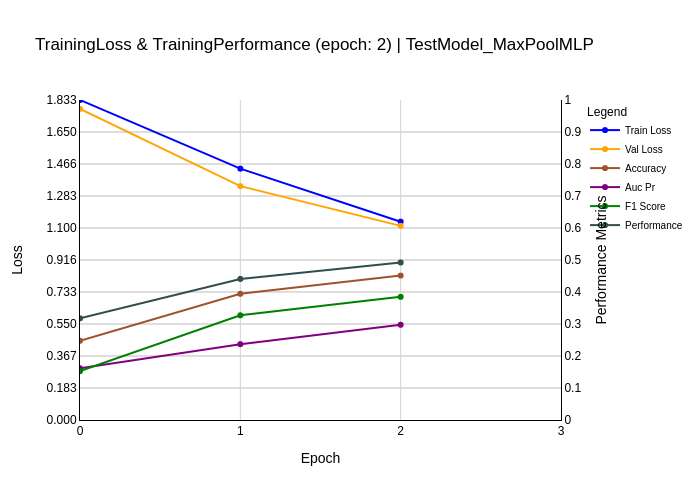 TrainingLoss & TrainingPerformance (epoch: 2) | TestModel_MaxPoolMLP
1.833
1.650
1.466
1.283
1.100
0.916
0.733
0.550
0.367
0.183
0.000
Loss
0
1
2
3
Epoch
1
0.9
0.8
0.7
0.6
0.5
0.4
0.3
0.2
0.1
0
Performance Metrics
Legend
Train Loss
Val Loss
Accuracy
Auc Pr
F1 Score
Performance